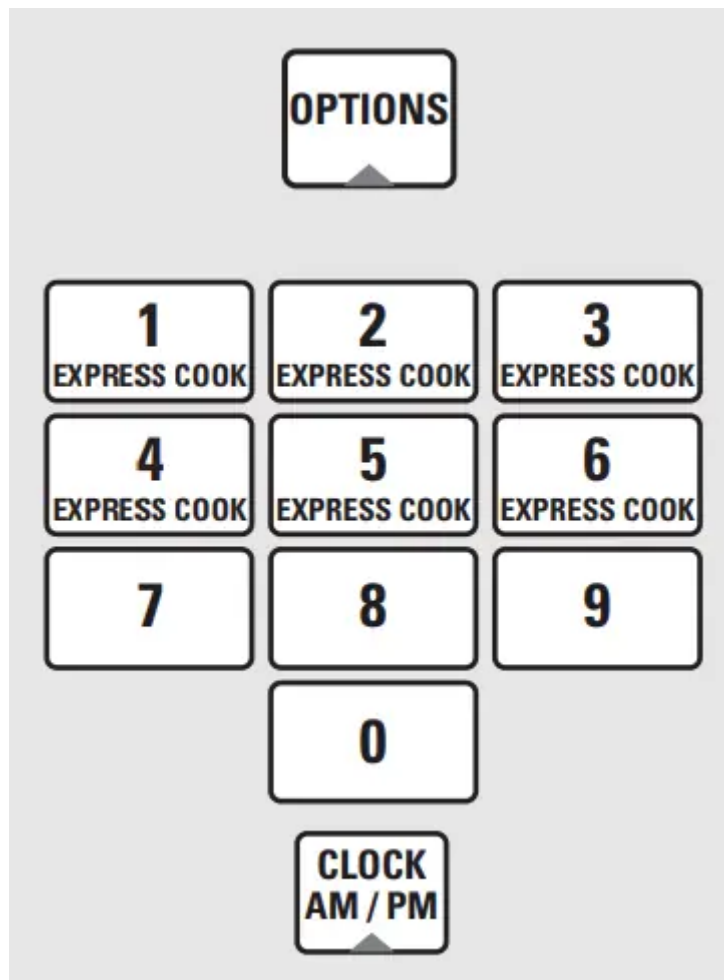 OPTIONS
1 2 3
EXPRESS COOK EXPRESS COOK EXPRESS COOK
4 5 6
EXPRESS COOK EXPRESS COOK EXPRESS COOK
7 8 9
0
CLOCK
AM / PM